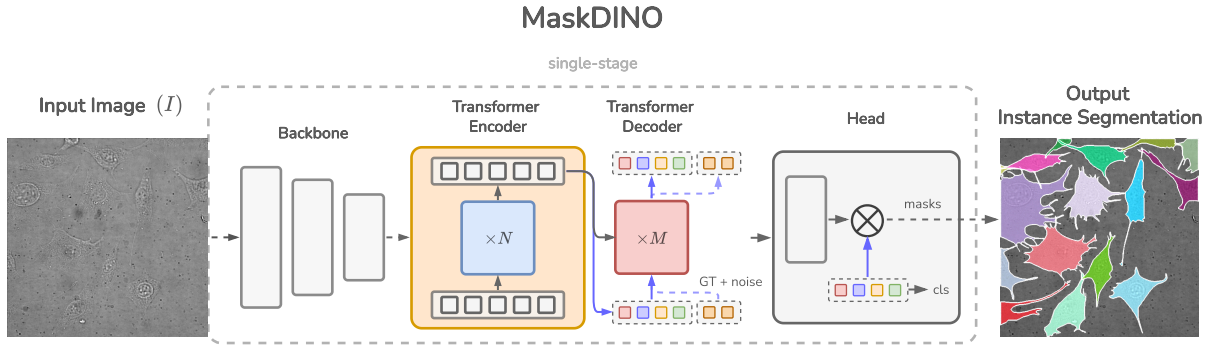 MaskDINO
single-stage
Input Image (I)
Backbone
Transformer
Encoder
Transformer
Decoder
Head
Output
Instance Segmentation
×N
×M
GT + noise
masks
cls